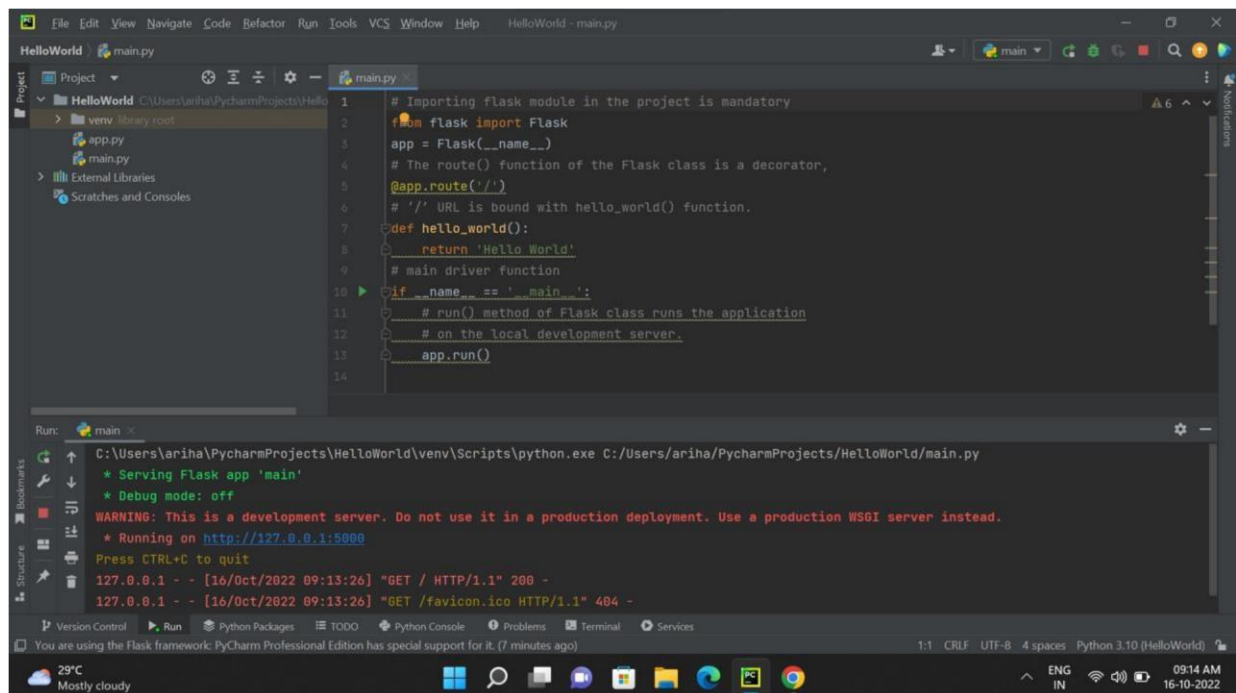 File Edit View Navigate Code Refactor Run Tools VCS Window Help HelloWorld - main.py
HelloWorld main.py
main
Project
main.py
HelloWorld C:\Users\ariha\PycharmProjects\Hello
venv library root
app.py
main.py
External Libraries
Scratches and Consoles
1 # Importing flask module in the project is mandatory
2 from flask import Flask
3 app = Flask(__name__)
4 # The route() function of the Flask class is a decorator,
5 @app.route('/')
6 # ‘/’ URL is bound with hello_world() function.
7 def hello_world():
8 return 'Hello World'
9 # main driver function
10 if __name__ == '__main__':
11 # run() method of Flask class runs the application
12 # on the local development server.
13 app.run()
14
6
Project
Notifications
Bookmarks
Structure
Run: main
C:\Users\ariha\PycharmProjects\HelloWorld\venv\Scripts\python.exe C:/Users/ariha/PycharmProjects/HelloWorld/main.py
* Serving Flask app 'main'
* Debug mode: off
WARNING: This is a development server. Do not use it in a production deployment. Use a production WSGI server instead.
* Running on http://127.0.0.1:5000
Press CTRL+C to quit
127.0.0.1 - - [16/Oct/2022 09:13:26] "GET / HTTP/1.1" 200 -
127.0.0.1 - - [16/Oct/2022 09:13:26] "GET /favicon.ico HTTP/1.1" 404 -
Version Control Run Python Packages TODO Python Console Problems Terminal Services
You are using the Flask framework: PyCharm Professional Edition has special support for it. (7 minutes ago) 1:1 CRLF UTF-8 4 spaces Python 3.10 (HelloWorld)
29°C
Mostly cloudy
PC
ENG
IN
09:14 AM
16-10-2022